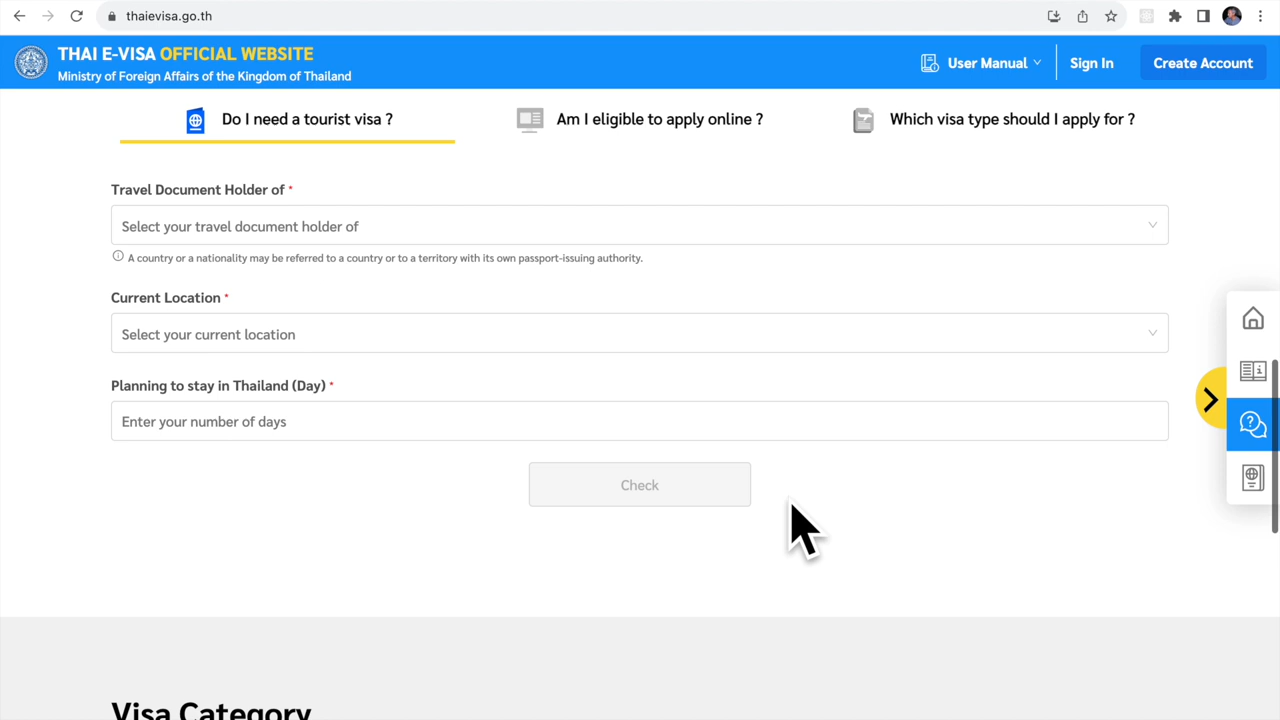 thaievisa.go.th
THAI E-VISA OFFICIAL WEBSITE
Ministry of Foreign Affairs of the Kingdom of Thailand
User Manual
Sign In
Create Account
Do I need a tourist visa ?
Am I eligible to apply online ?
Which visa type should I apply for ?
Travel Document Holder of *
Select your travel document holder of
A country or a nationality may be referred to a country or to a territory with its own passport-issuing authority.
Current Location *
Select your current location
Planning to stay in Thailand (Day) *
Enter your number of days
Check
Visa Category